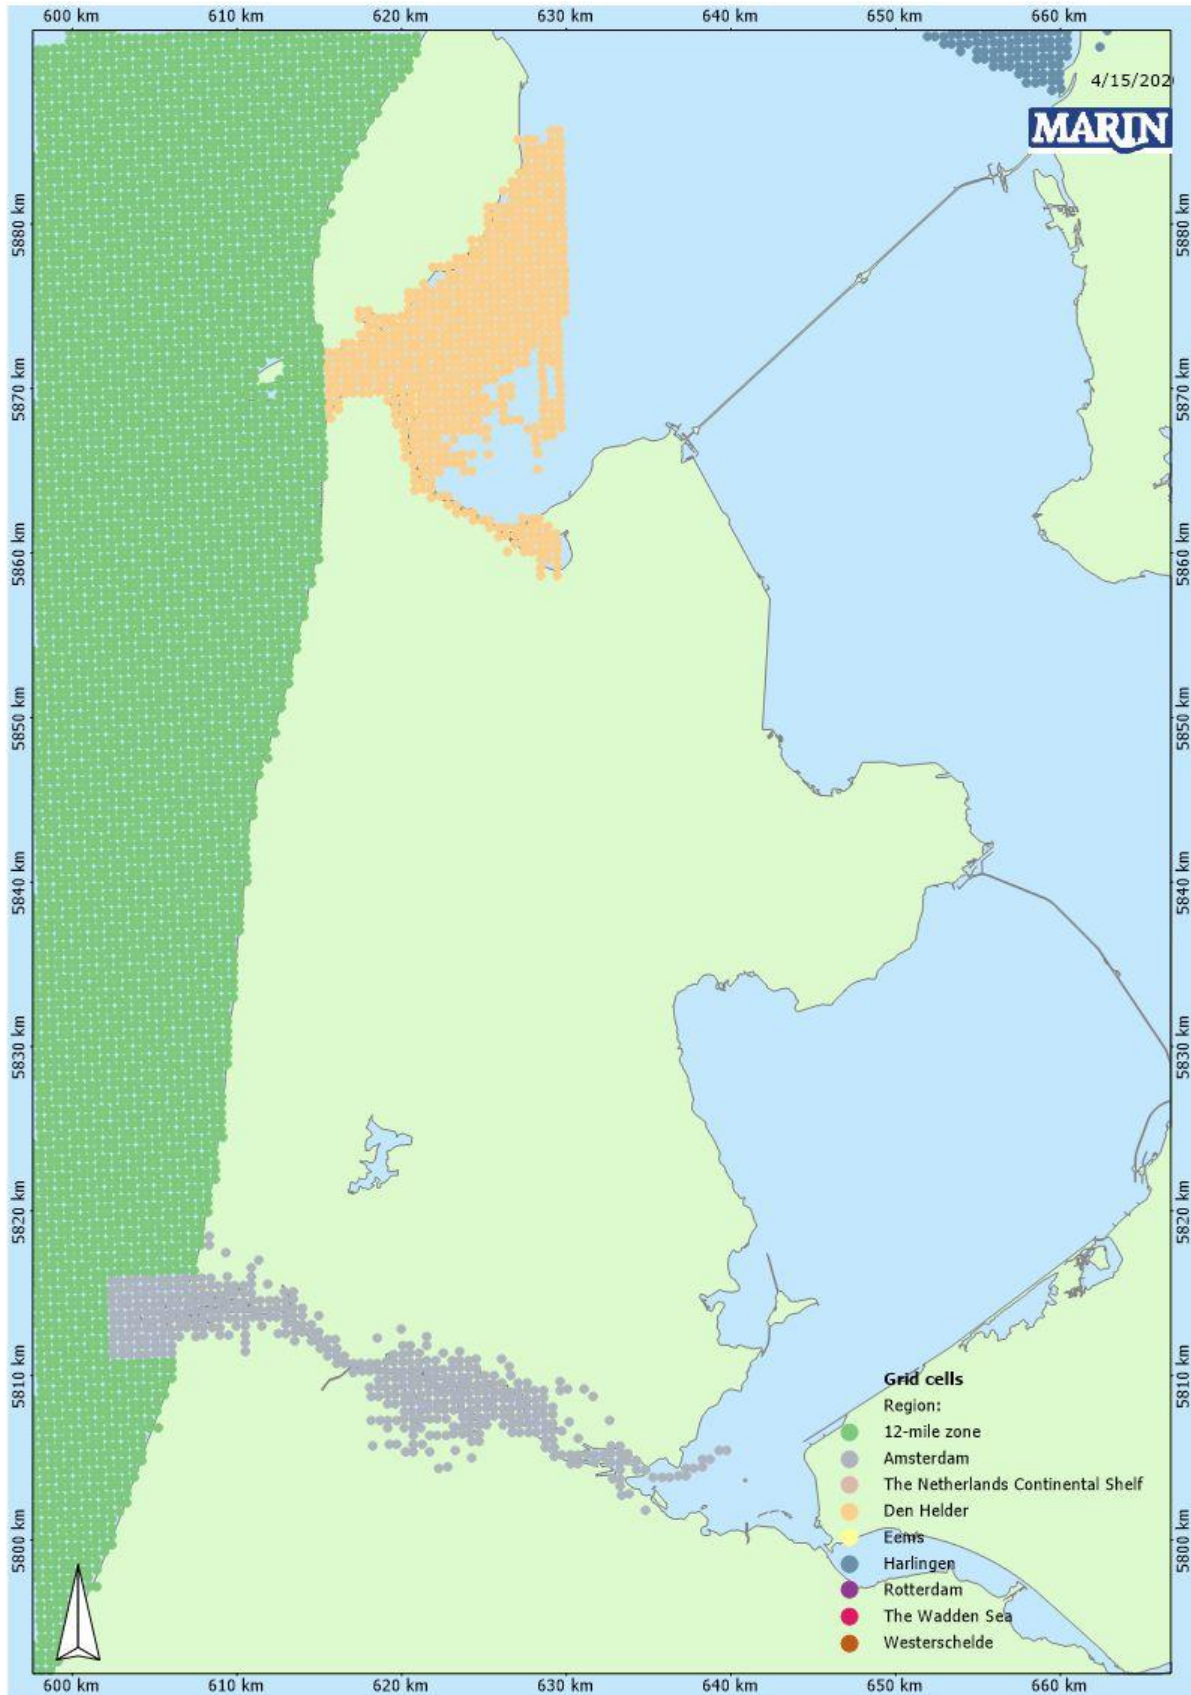 600 km 610 km 620 km 630 km 640 km 650 km 660 km
4/15/202
MARIN
5880 km 5880 km
5870 km 5870 km
5860 km 5860 km
5850 km 5850 km
5840 km 5840 km
5830 km 5830 km
5820 km 5820 km
5810 km 5810 km
Grid cells
Region:
12-mile zone
Amsterdam
The Netherlands Continental Shelf
Den Helder
5800 km 5800 km
Eems
Harlingen
Rotterdam
The Wadden Sea
Westerschelde
600 km 610 km 620 km 630 km 640 km 650 km 660 km